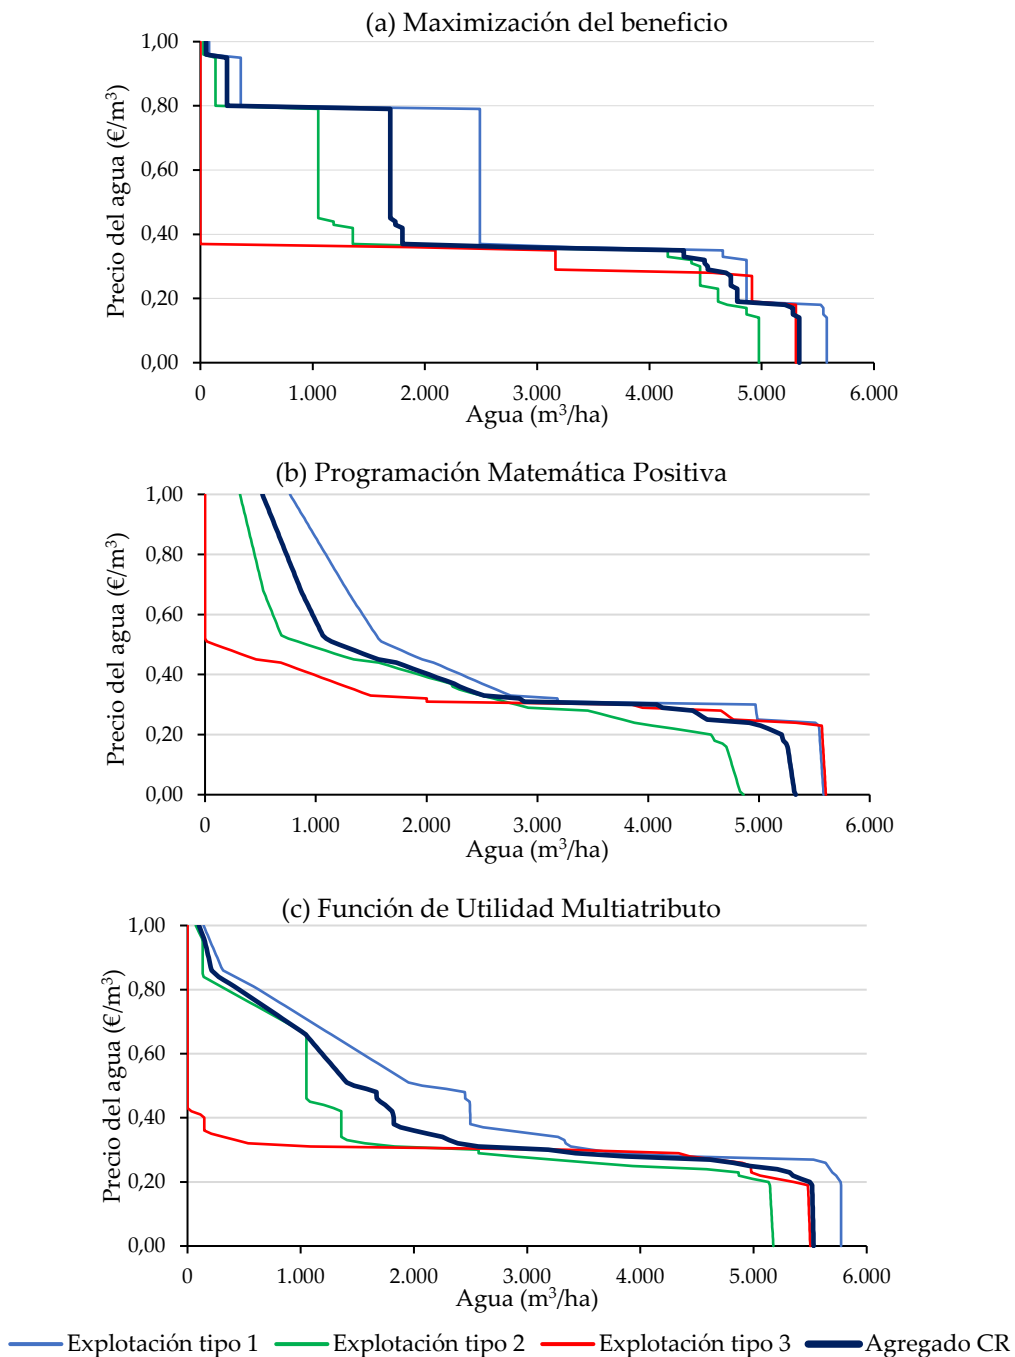 (a) Maximización del beneficio
Precio del agua (€/m³)
1,00
0,80
0,60
0,40
0,20
0,00
0 1.000 2.000 3.000 4.000 5.000 6.000
Agua (m³/ha)
(b) Programación Matemática Positiva
Precio del agua (€/m³)
1,00
0,80
0,60
0,40
0,20
0,00
0 1.000 2.000 3.000 4.000 5.000 6.000
Agua (m³/ha)
(c) Función de Utilidad Multiatributo
Precio del agua (€/m³)
1,00
0,80
0,60
0,40
0,20
0,00
0 1.000 2.000 3.000 4.000 5.000 6.000
Agua (m³/ha)
Explotación tipo 1 Explotación tipo 2 Explotación tipo 3 Agregado CR